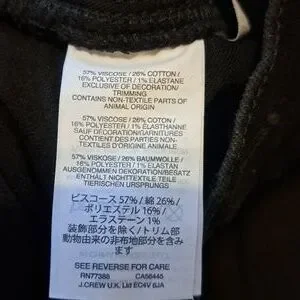 57% VISCOSE / 26% COTTON /
16% POLYESTER / 1% ELASTANE
EXCLUSIVE OF DECORATION/
TRIMMING
CONTAINS NON-TEXTILE PARTS OF
ANIMAL ORIGIN
57% VISCOSE / 26% COTON /
16% POLYESTER / 1% ÉLASTHANNE
SAUF DÉCORATION/GARNITURES
CONTIENT DES PARTIES NON-
TEXTILES D'ORIGINE ANIMALE
57% VISKOSE / 26% BAUMWOLLE /
16% POLYESTER / 1% ELASTAN
AUSGENOMMEN DEKORATION/BESATZ
ENTHÄLT NICHTTEXTILE TEILE
TIERISCHEN URSPRUNGS
ビスコース 57% / 綿 26% /
ポリエステル 16% /
エラステーン 1%
装飾部分を除く/トリム部
動物由来の非布地部分を含み
ます
SEE REVERSE FOR CARE
RN77388 CA56445
J.CREW U.K. Ltd EC4V 6JA